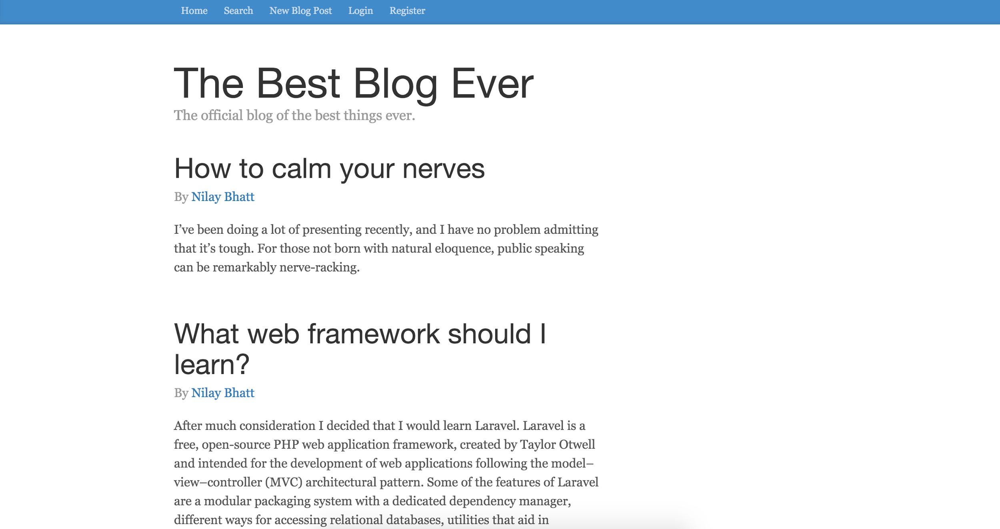 Home Search New Blog Post Login Register
The Best Blog Ever
The official blog of the best things ever.
How to calm your nerves
By Nilay Bhatt
I’ve been doing a lot of presenting recently, and I have no problem admitting
that it’s tough. For those not born with natural eloquence, public speaking
can be remarkably nerve-racking.
What web framework should I
learn?
By Nilay Bhatt
After much consideration I decided that I would learn Laravel. Laravel is a
free, open-source PHP web application framework, created by Taylor Otwell
and intended for the development of web applications following the model–
view–controller (MVC) architectural pattern. Some of the features of Laravel
are a modular packaging system with a dedicated dependency manager,
different ways for accessing relational databases, utilities that aid in